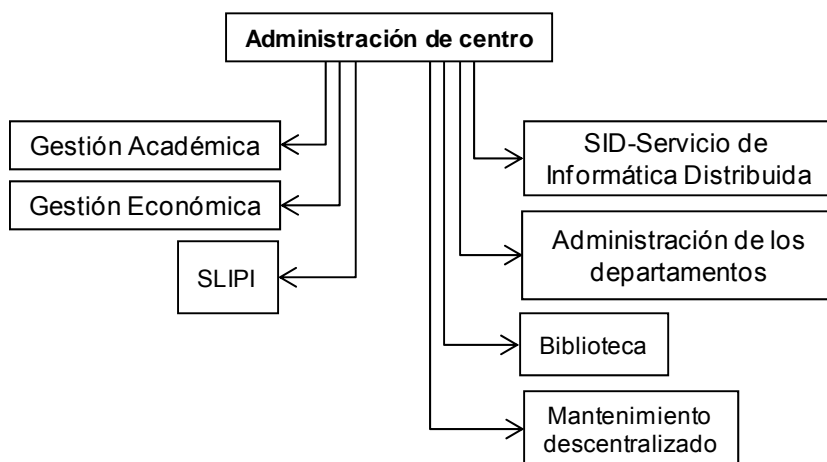 Administración de centro
Gestión Académica
Gestión Económica
SLIPI
SID-Servicio de
Informática Distribuida
Administración de los
departamentos
Biblioteca
Mantenimiento
descentralizado